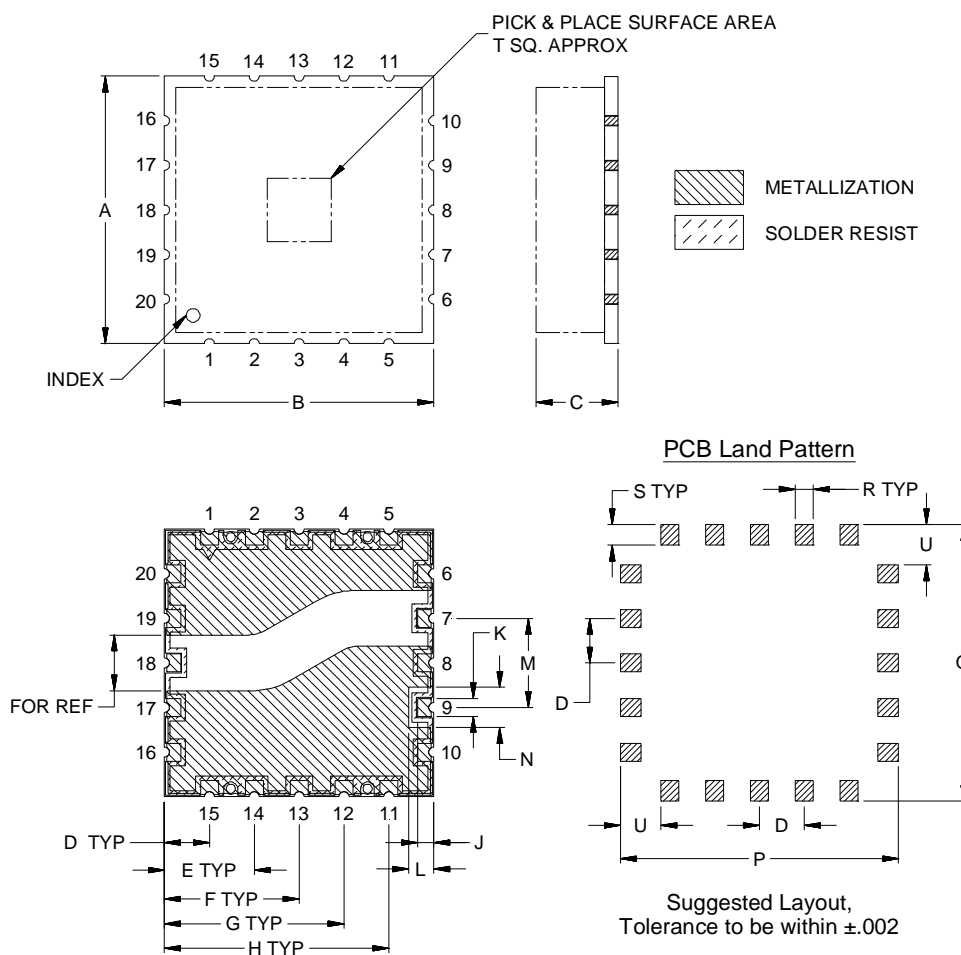 PICK & PLACE SURFACE AREA
T SQ. APPROX
15 14 13 12 11
16 10
17 9
A 18 8
19 7
20 6
INDEX
1 2 3 4 5
B
C
METALLIZATION
SOLDER RESIST
1 2 3 4 5
20 6
19 7
18 8
17 9
16 10
15 14 13 12 11
FOR REF
K
M
N
D TYP
E TYP
F TYP
G TYP
H TYP
J
L
PCB Land Pattern
S TYP
R TYP
U
D
U
D
P
Suggested Layout,
Tolerance to be within ±.002